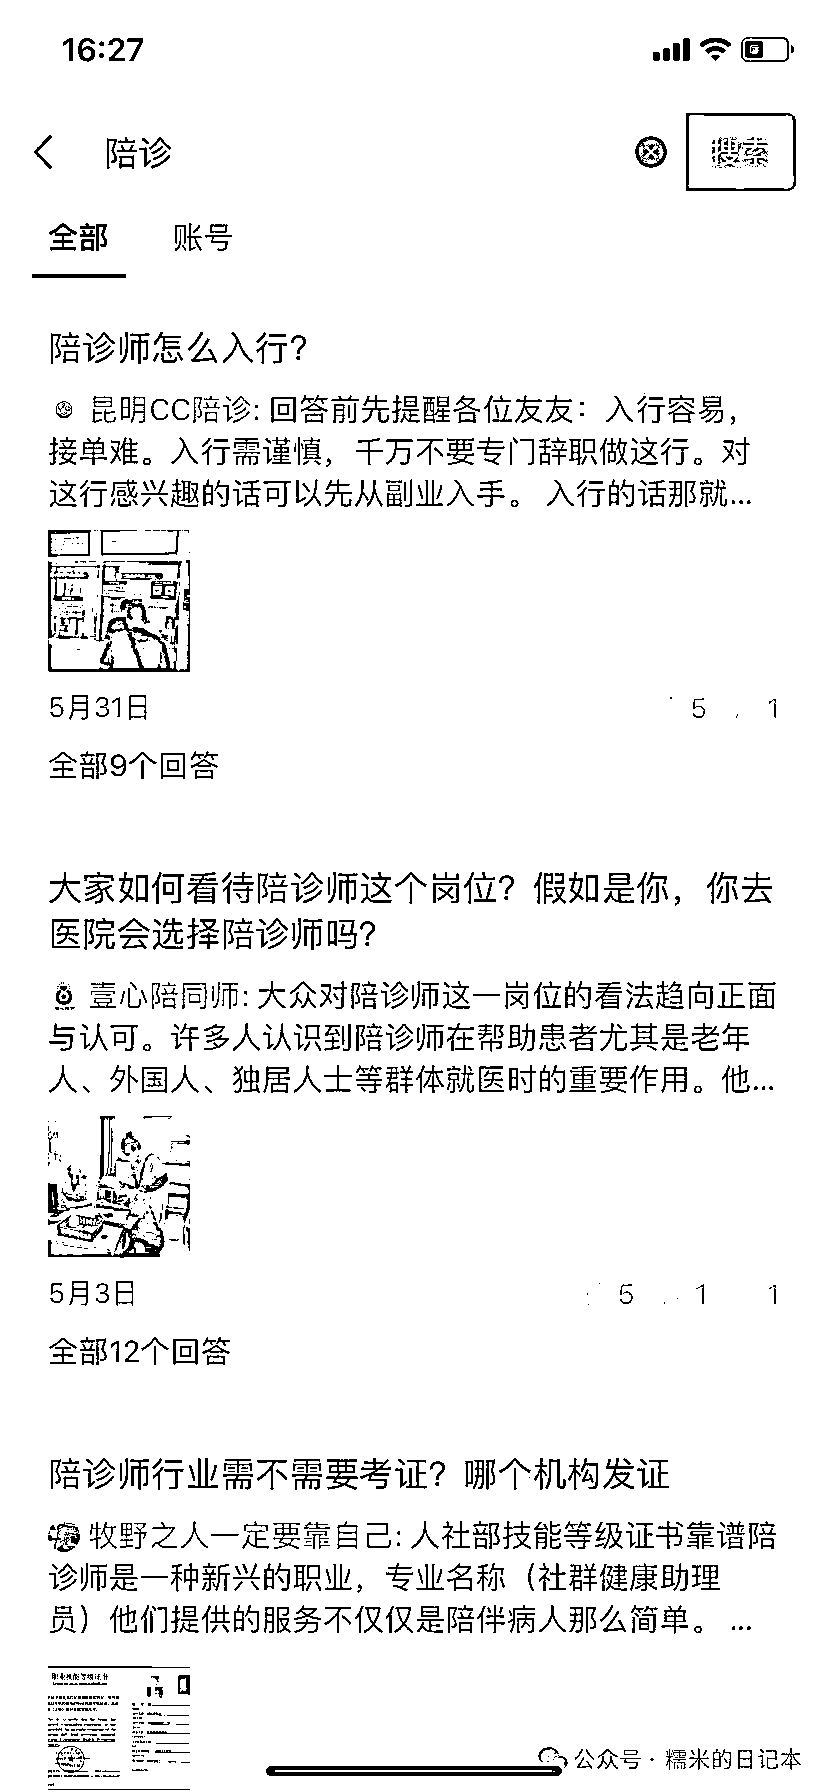 16:27
陪诊
搜索
全部 账号
陪诊师怎么入行？
昆明CC陪诊: 回答前先提醒各位友友：入行容易，
接单难。入行需谨慎，千万不要专门辞职做这行。对
这行感兴趣的话可以先从副业入手。 入行的话那就...
5月31日 5 1
全部9个回答
大家如何看待陪诊师这个岗位？假如是你，你去
医院会选择陪诊师吗？
壹心陪同师: 大众对陪诊师这一岗位的看法趋向正面
与认可。许多人认识到陪诊师在帮助患者尤其是老年
人、外国人、独居人士等群体就医时的重要作用。他...
5月3日 5 1 1
全部12个回答
陪诊师行业需不需要考证？哪个机构发证
牧野之人一定要靠自己: 人社部技能等级证书靠谱陪
诊师是一种新兴的职业，专业名称（社群健康助理
员）他们提供的服务不仅仅是陪伴病人那么简单。 ...
职业技能等级证书
公众号 · 糯米的日记本